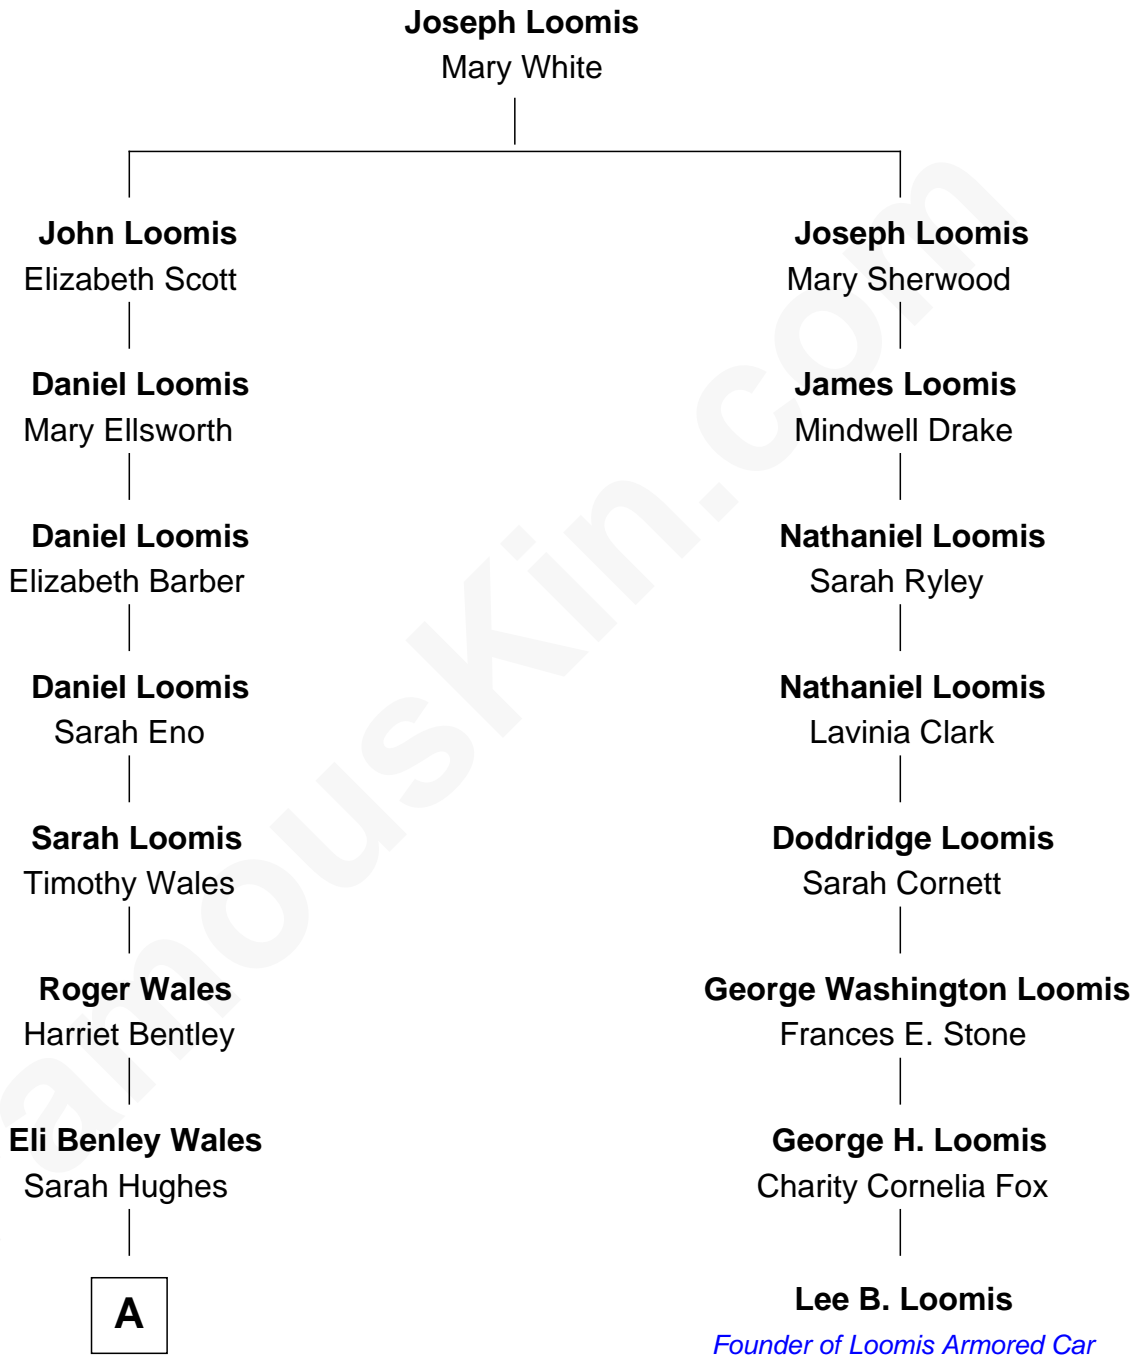 Joseph Loomis
Mary White
John Loomis
Elizabeth Scott
Daniel Loomis
Mary Ellsworth
Daniel Loomis
Elizabeth Barber
Daniel Loomis
Sarah Eno
Sarah Loomis
Timothy Wales
Roger Wales
Harriet Bentley
Eli Benley Wales
Sarah Hughes
A
Joseph Loomis
Mary Sherwood
James Loomis
Mindwell Drake
Nathaniel Loomis
Sarah Ryley
Nathaniel Loomis
Lavinia Clark
Doddridge Loomis
Sarah Cornett
George Washington Loomis
Frances E. Stone
George H. Loomis
Charity Cornelia Fox
Lee B. Loomis
Founder of Loomis Armored Car
amousKin.com